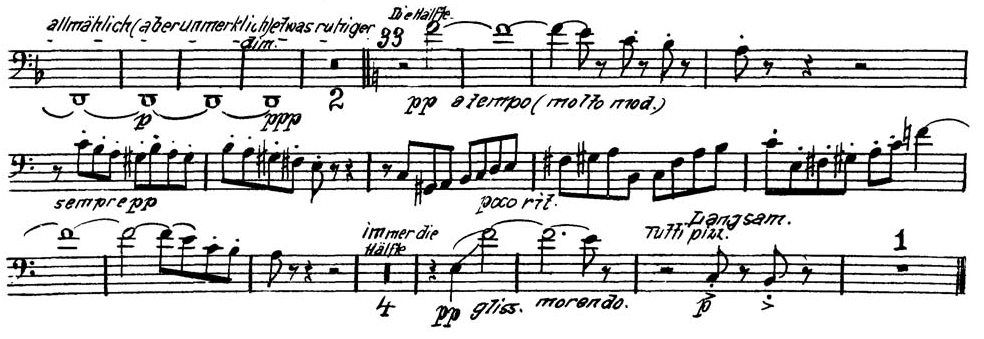 allmählich (aber unmerklich) etwas ruhiger
dim.
33 Die Hälfte.
p ppp 2 pp a tempo (molto mod.)
sempre pp poco rit.
immer die
Hälfte
Langsam.
Tutti pizz.
1
4 pp gliss. morendo. p